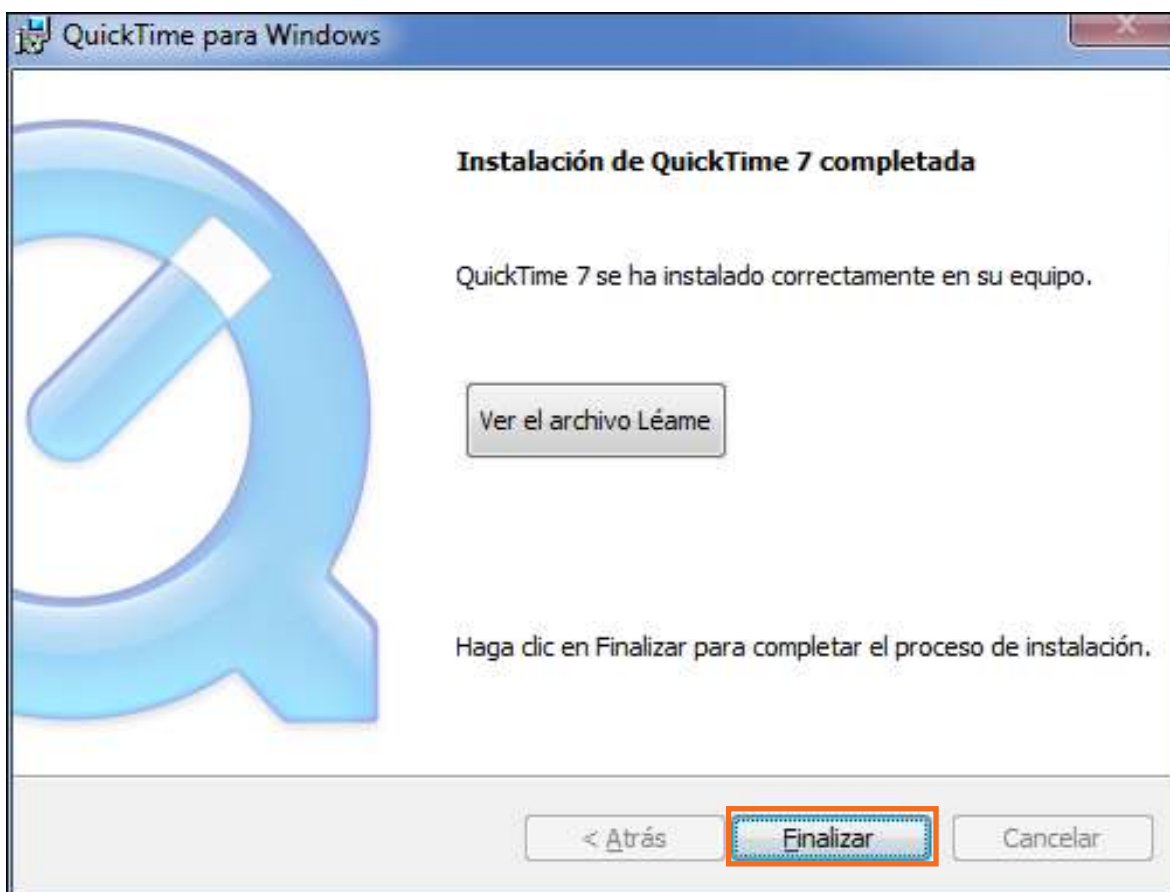 QuickTime para Windows
Instalación de QuickTime 7 completada
QuickTime 7 se ha instalado correctamente en su equipo.
Ver el archivo Léame
Haga clic en Finalizar para completar el proceso de instalación.
< Atrás
Finalizar
Cancelar